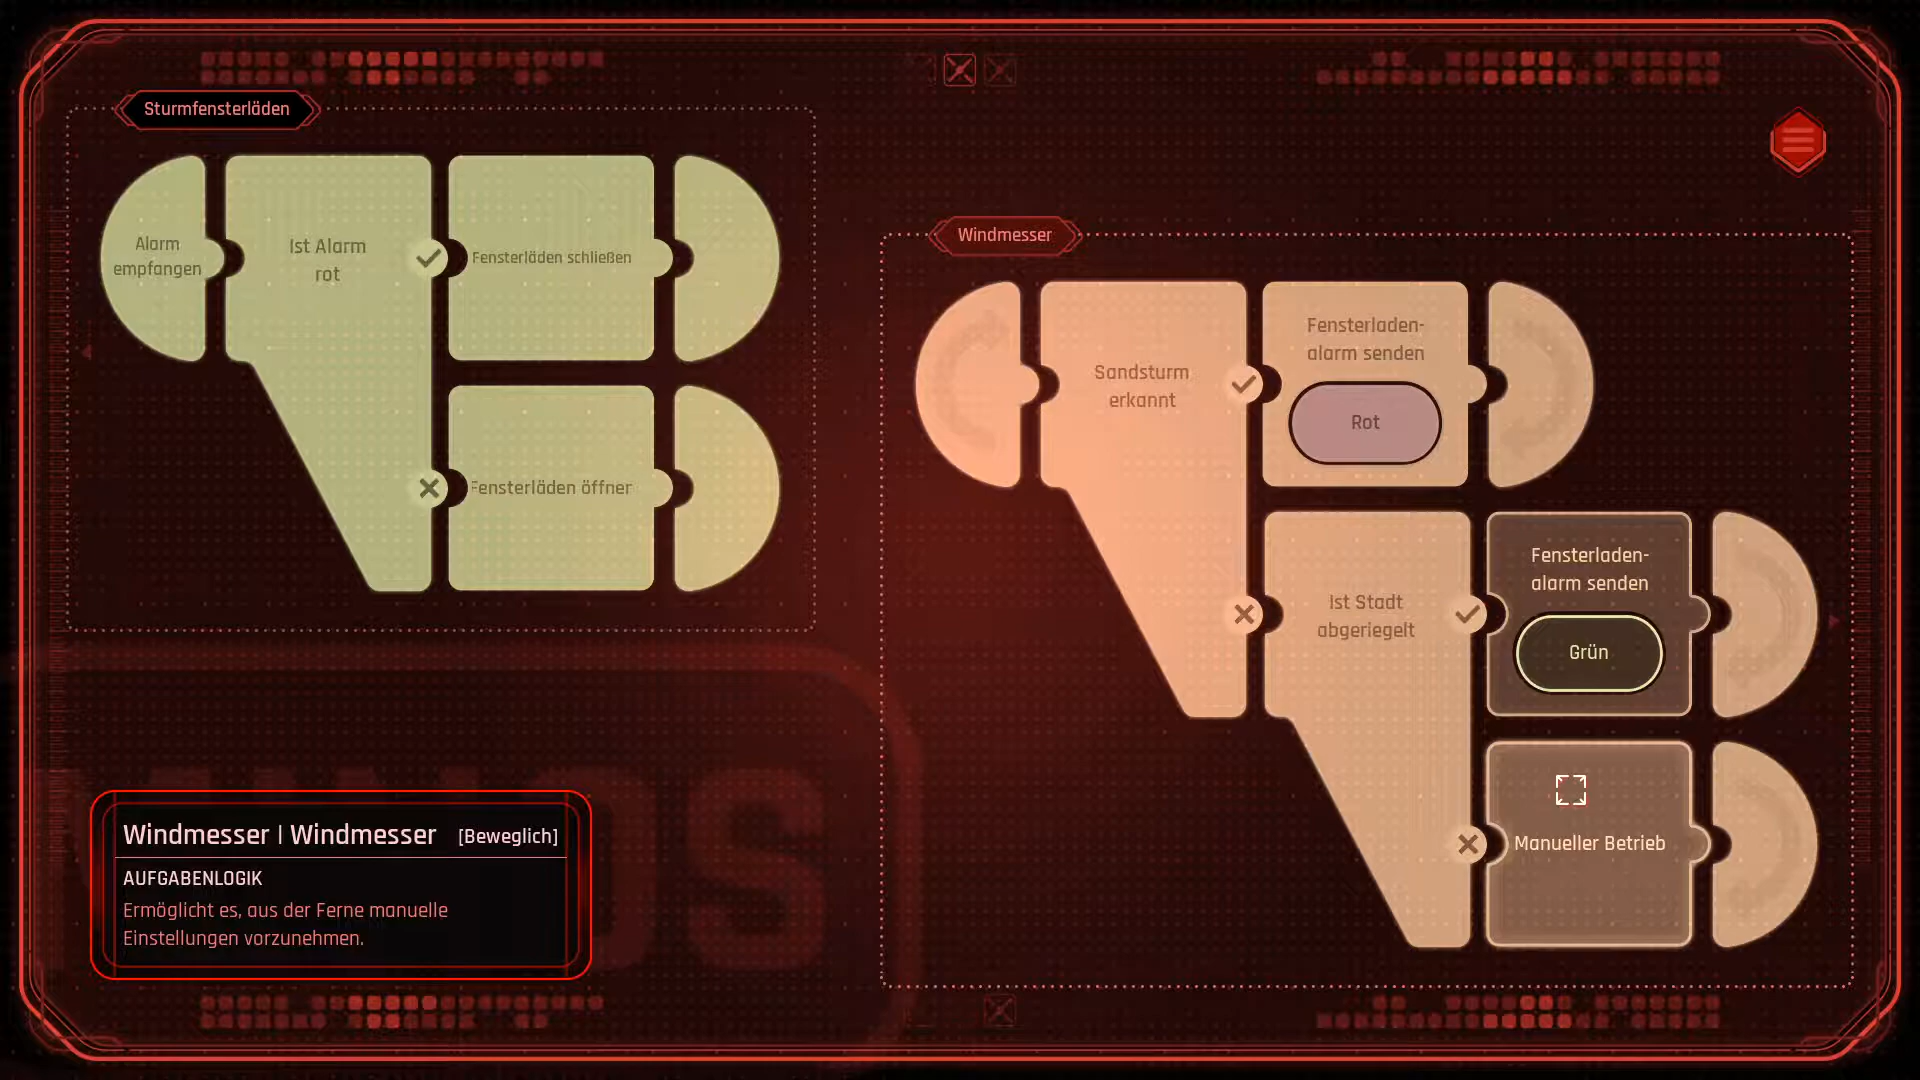 Sturmfensterläden
Alarm
empfangen
Ist Alarm
rot
Fensterläden schließen
Fensterläden öffner
Windmesser
Sandsturm
erkannt
Fensterladen-
alarm senden
Rot
Ist Stadt
abgeriegelt
Fensterladen-
alarm senden
Grün
Manueller Betrieb
Windmesser | Windmesser [Beweglich]
AUFGABENLOGIK
Ermöglicht es, aus der Ferne manuelle
Einstellungen vorzunehmen.